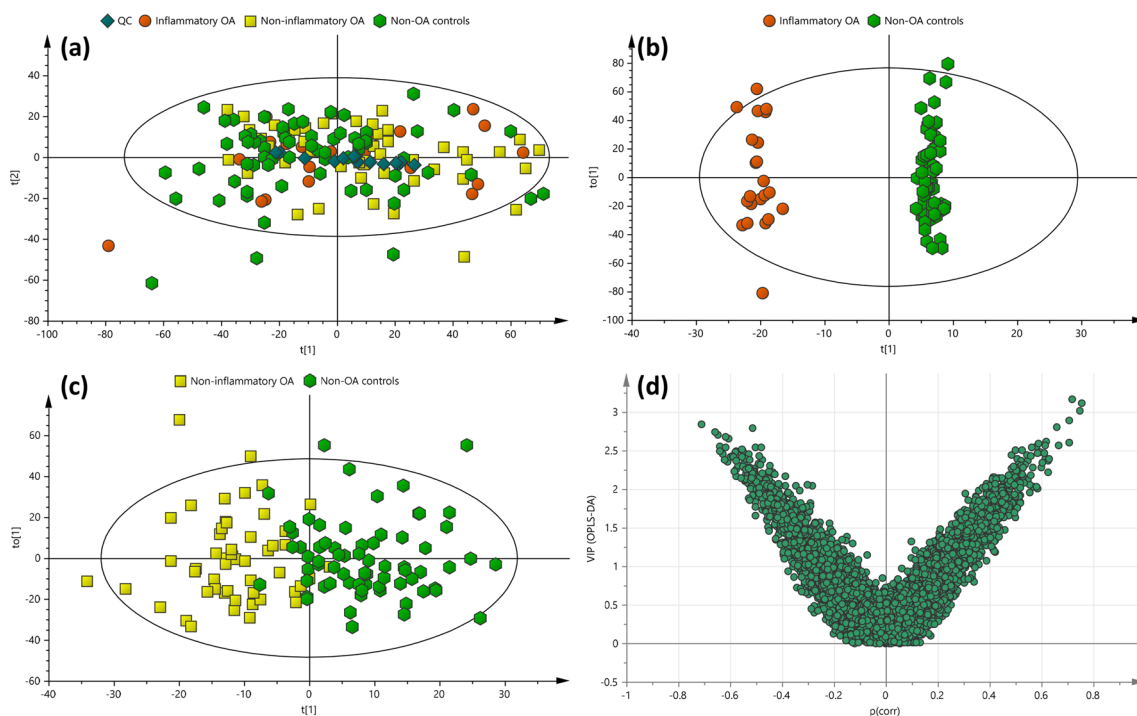 QC Inflammatory OA Non-inflammatory OA Non-OA controls
(a)
40
20
0
-20
-40
-60
-80
t[2]
-100 -80 -60 -40 -20 0 20 40 60
t[1]
Inflammatory OA Non-OA controls
(b)
80
60
40
20
0
-20
-40
-60
-80
-100
to[1]
-40 -30 -20 -10 0 10 20 30
t[1]
Non-inflammatory OA Non-OA controls
(c)
60
40
20
0
-20
-40
-60
to[1]
-40 -30 -20 -10 0 10 20 30 40
t[1]
(d)
3
2.5
2
1.5
1
0.5
0
-0.5
VIP (OPLS-DA)
-1 -0.8 -0.6 -0.4 -0.2 0 0.2 0.4 0.6 0.8 1
p(corr)